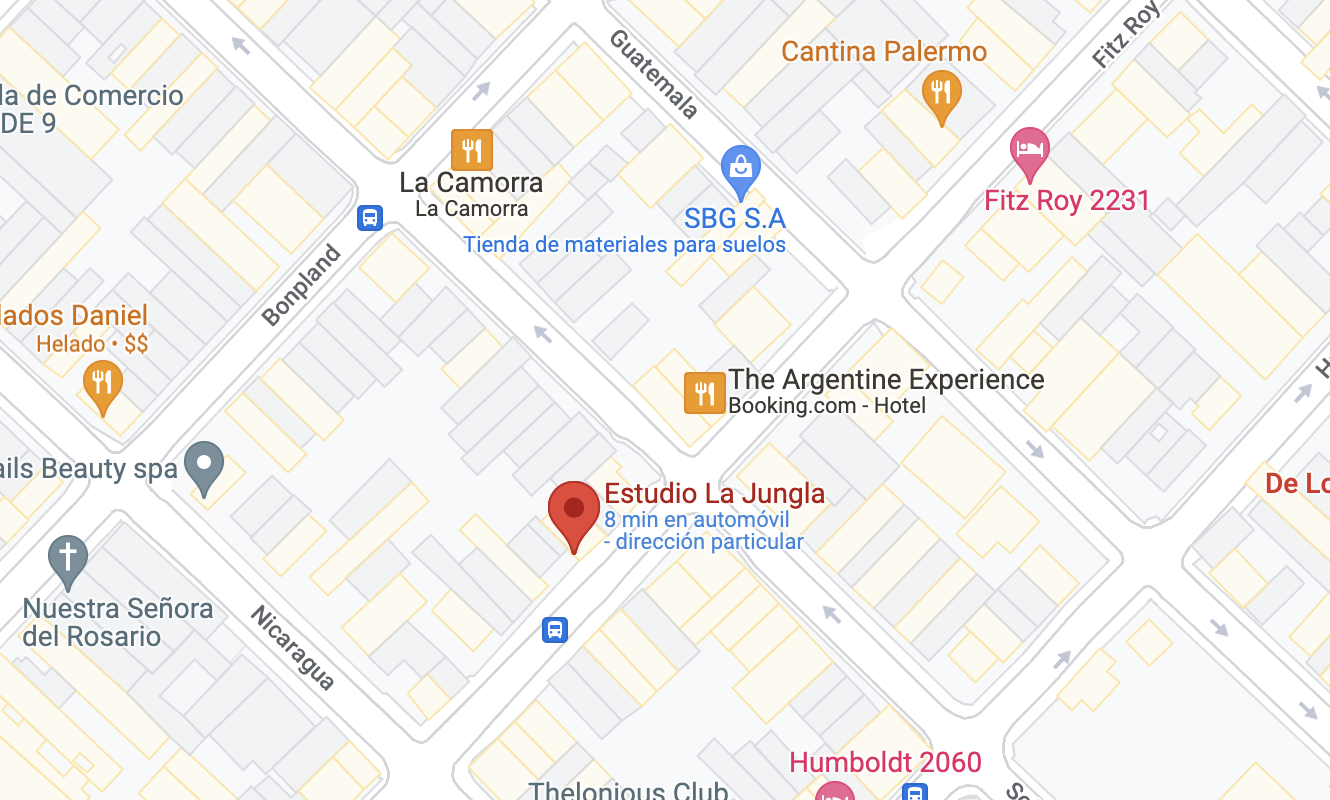 Guatemala
Fitz Roy
Cantina Palermo
la de Comercio
DE 9
La Camorra
La Camorra
Fitz Roy 2231
SBG S.A
Tienda de materiales para suelos
Bonpland
lados Daniel
Helado • $$
The Argentine Experience
Booking.com - Hotel
H
ails Beauty spa
De Lo
Estudio La Jungla
8 min en automóvil
- dirección particular
Nuestra Señora
del Rosario
Nicaragua
Humboldt 2060
Thelonious Club
So